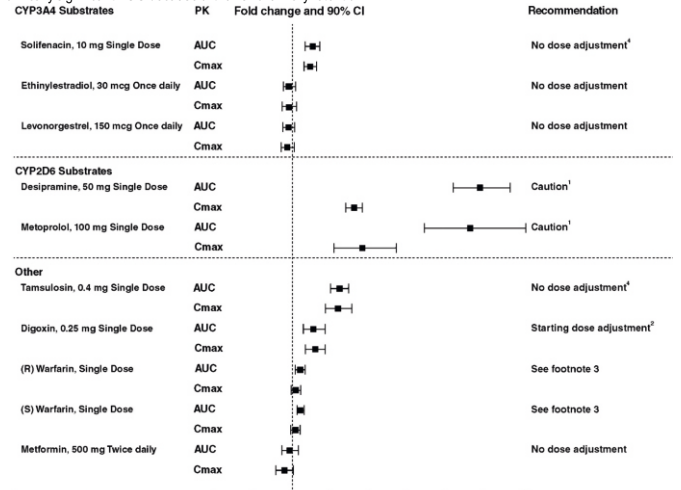 CYP3A4 Substrates PK Fold change and 90% CI Recommendation
Solifenacin, 10 mg Single Dose AUC No dose adjustment⁴
Cmax
Ethinylestradiol, 30 mcg Once daily AUC No dose adjustment
Cmax
Levonorgestrel, 150 mcg Once daily AUC No dose adjustment
Cmax
CYP2D6 Substrates
Desipramine, 50 mg Single Dose AUC Caution¹
Cmax
Metoprolol, 100 mg Single Dose AUC Caution¹
Cmax
Other
Tamsulosin, 0.4 mg Single Dose AUC No dose adjustment⁴
Cmax
Digoxin, 0.25 mg Single Dose AUC Starting dose adjustment²
Cmax
(R) Warfarin, Single Dose AUC See footnote 3
Cmax
(S) Warfarin, Single Dose AUC See footnote 3
Cmax
Metformin, 500 mg Twice daily AUC No dose adjustment
Cmax